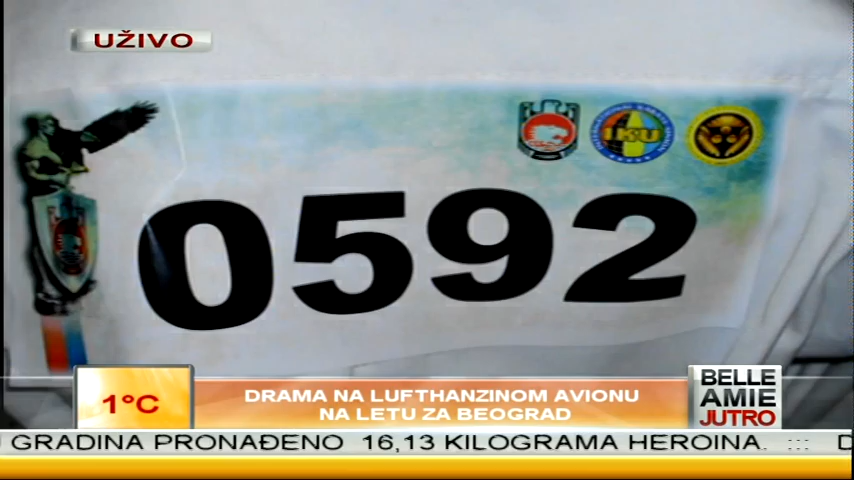 UŽIVO
IKU
0592
1°C
DRAMA NA LUFTHANZINOM AVIONU
NA LETU ZA BEOGRAD
BELLE
AMIE
JUTRO
GRADINA PRONAĐENO 16,13 KILOGRAMA HEROINA. :::